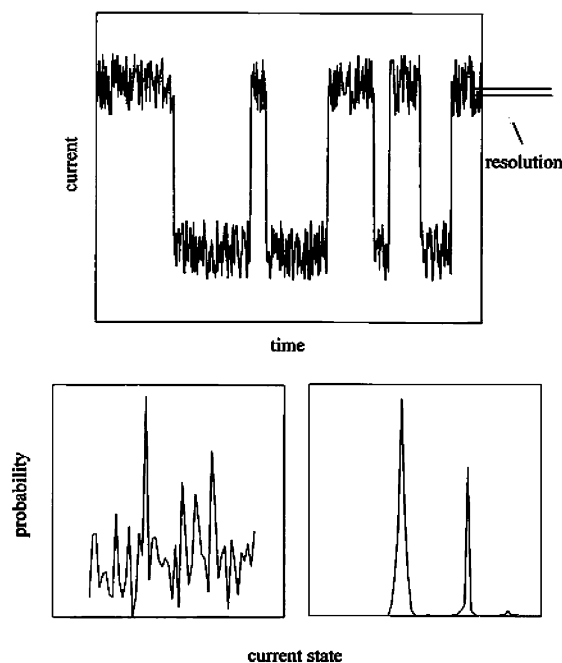 current
resolution
time
probability
current state